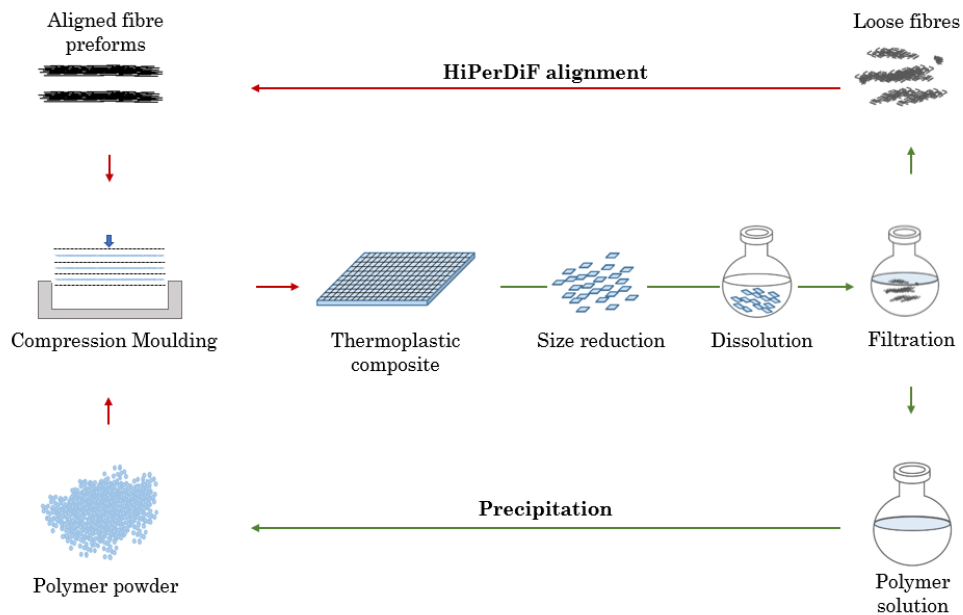 Aligned fibre
preforms
Loose fibres
HiPerDiF alignment
Compression Moulding
Thermoplastic
composite
Size reduction
Dissolution
Filtration
Precipitation
Polymer powder
Polymer
solution